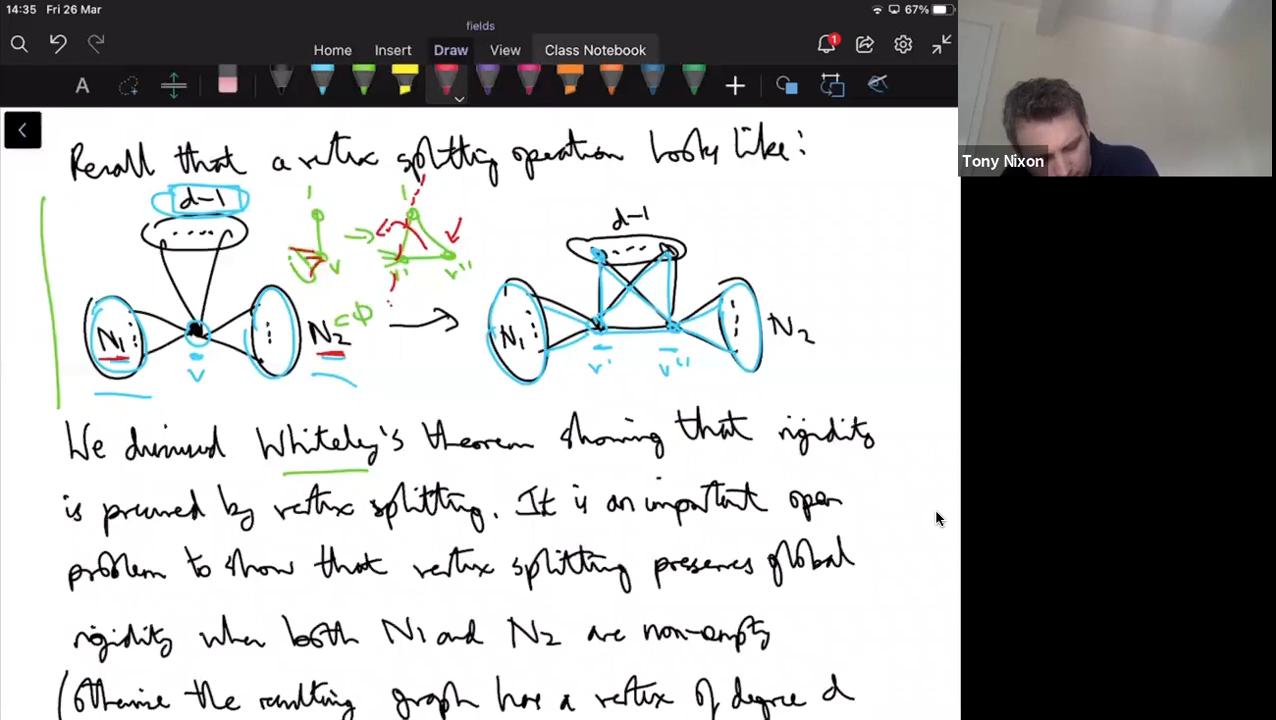 14:35 Fri 26 Mar
67%
fields
Home Insert Draw View Class Notebook
1
A
Tony Nixon
Recall that a vertex splitting operation looks like:
d-1
i
v
i
v'
v''
N1
N2 = ∅
v
d-1
N1
N2
v'
v''
We discussed Whiteley's theorem showing that rigidity
is preserved by vertex splitting. It is an important open
problem to show that vertex splitting preserves global
rigidity when both N1 and N2 are non-empty
(otherwise the resulting graph has a vertex of degree d